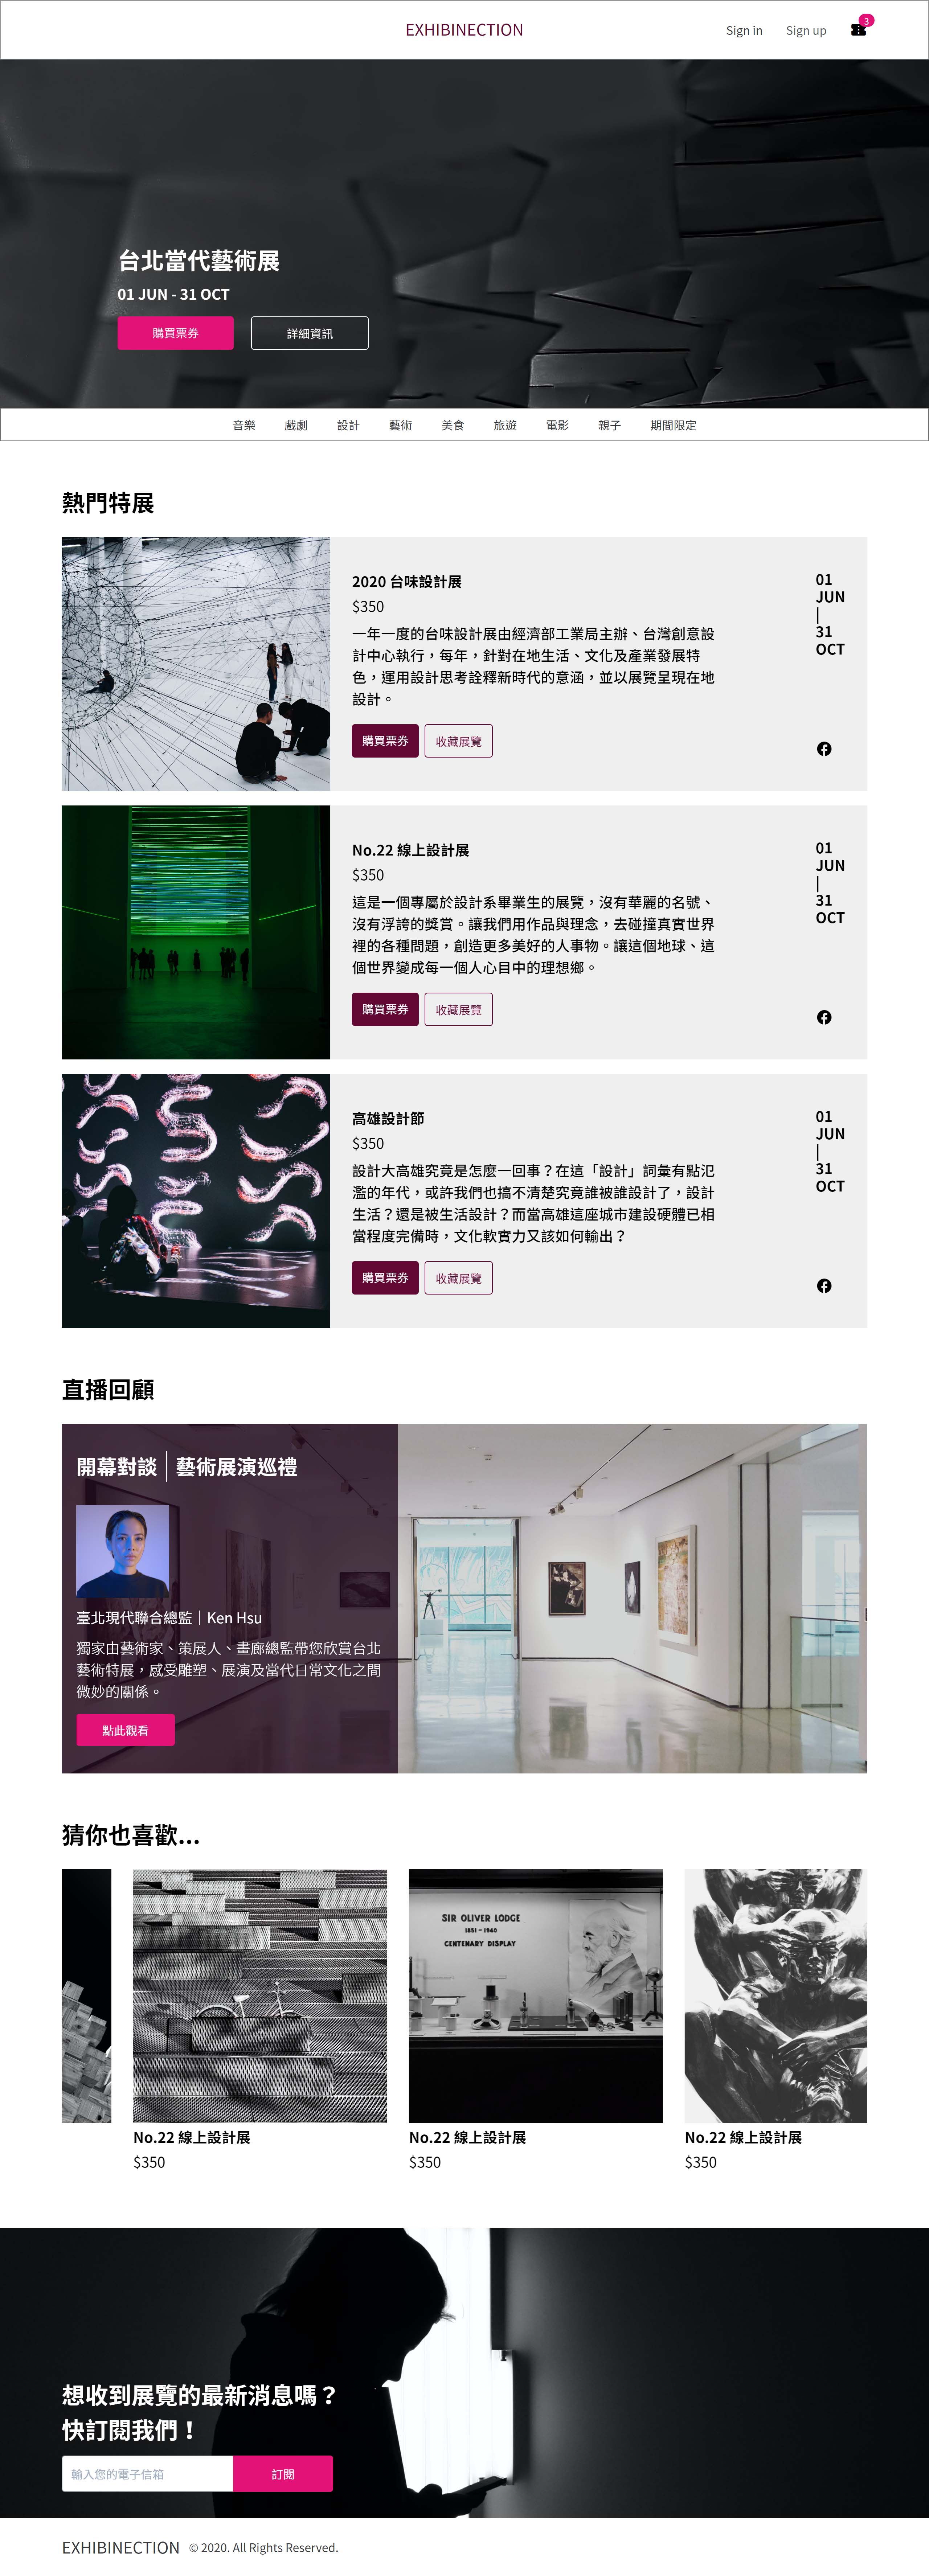 EXHIBINECTION
Sign in
Sign up
3
台北當代藝術展
01 JUN - 31 OCT
購買票券
詳細資訊
音樂
戲劇
設計
藝術
美食
旅遊
電影
親子
期間限定
熱門特展
2020 台味設計展
$350
一年一度的台味設計展由經濟部工業局主辦、台灣創意設
計中心執行，每年，針對在地生活、文化及產業發展特
色，運用設計思考詮釋新時代的意涵，並以展覽呈現在地
設計。
購買票券
收藏展覽
01
JUN
|
31
OCT
No.22 線上設計展
$350
這是一個專屬於設計系畢業生的展覽，沒有華麗的名號、
沒有浮誇的獎賞。讓我們用作品與理念，去碰撞真實世界
裡的各種問題，創造更多美好的人事物。讓這個地球、這
個世界變成每一個人心目中的理想鄉。
購買票券
收藏展覽
01
JUN
|
31
OCT
高雄設計節
$350
設計大高雄究竟是怎麼一回事？在這「設計」詞彙有點氾
濫的年代，或許我們也搞不清楚究竟誰被誰設計了，設計
生活？還是被生活設計？而當高雄這座城市建設硬體已相
當程度完備時，文化軟實力又該如何輸出？
購買票券
收藏展覽
01
JUN
|
31
OCT
直播回顧
開幕對談｜藝術展演巡禮
臺北現代聯合總監｜Ken Hsu
獨家由藝術家、策展人、畫廊總監帶您欣賞台北
藝術特展，感受雕塑、展演及當代日常文化之間
微妙的關係。
點此觀看
猜你也喜歡...
SIR OLIVER LODGE
1851 – 1940
CENTENARY DISPLAY
No.22 線上設計展
$350
No.22 線上設計展
$350
No.22 線上設計展
$350
想收到展覽的最新消息嗎？
快訂閱我們！
輸入您的電子信箱
訂閱
EXHIBINECTION
© 2020. All Rights Reserved.